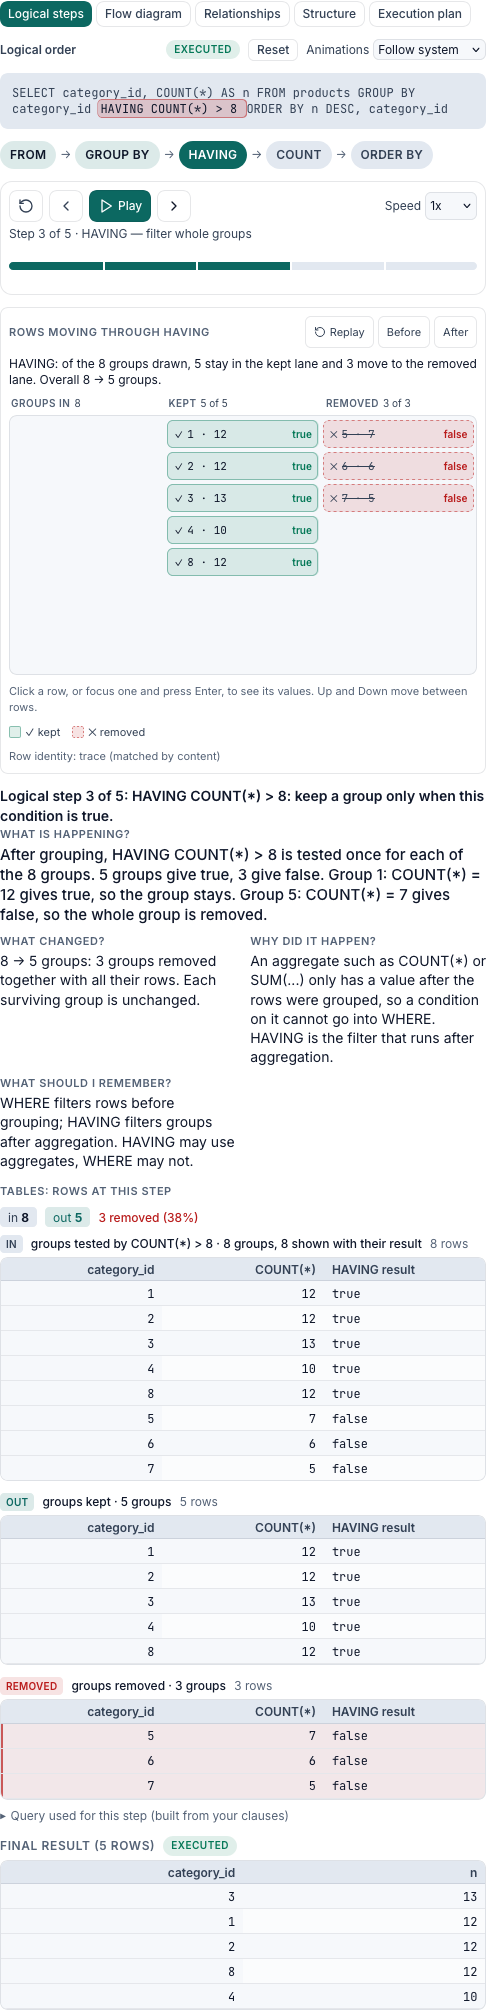 Logical steps Flow diagram Relationships Structure Execution plan
Logical order EXECUTED Reset Animations Follow system
SELECT category_id, COUNT(*) AS n FROM products GROUP BY
category_id HAVING COUNT(*) > 8 ORDER BY n DESC, category_id
FROM → GROUP BY → HAVING → COUNT → ORDER BY
Play Speed 1x
Step 3 of 5 · HAVING — filter whole groups
ROWS MOVING THROUGH HAVING Replay Before After
HAVING: of the 8 groups drawn, 5 stay in the kept lane and 3 move to the removed
lane. Overall 8 → 5 groups.
GROUPS IN 8 KEPT 5 of 5 REMOVED 3 of 3
✓ 1 · 12 true × 5 · 7 false
✓ 2 · 12 true × 6 · 6 false
✓ 3 · 13 true × 7 · 5 false
✓ 4 · 10 true
✓ 8 · 12 true
Click a row, or focus one and press Enter, to see its values. Up and Down move between
rows.
✓ kept × removed
Row identity: trace (matched by content)
Logical step 3 of 5: HAVING COUNT(*) > 8: keep a group only when this
condition is true.
WHAT IS HAPPENING?
After grouping, HAVING COUNT(*) > 8 is tested once for each of
the 8 groups. 5 groups give true, 3 give false. Group 1: COUNT(*) =
12 gives true, so the group stays. Group 5: COUNT(*) = 7 gives
false, so the whole group is removed.
WHAT CHANGED?
8 → 5 groups: 3 groups removed
together with all their rows. Each
surviving group is unchanged.
WHY DID IT HAPPEN?
An aggregate such as COUNT(*) or
SUM(...) only has a value after the
rows were grouped, so a condition
on it cannot go into WHERE.
HAVING is the filter that runs after
aggregation.
WHAT SHOULD I REMEMBER?
WHERE filters rows before
grouping; HAVING filters groups
after aggregation. HAVING may use
aggregates, WHERE may not.
TABLES: ROWS AT THIS STEP
in 8 out 5 3 removed (38%)
IN groups tested by COUNT(*) > 8 · 8 groups, 8 shown with their result 8 rows
category_id COUNT(*) HAVING result
1 12 true
2 12 true
3 13 true
4 10 true
8 12 true
5 7 false
6 6 false
7 5 false
OUT groups kept · 5 groups 5 rows
category_id COUNT(*) HAVING result
1 12 true
2 12 true
3 13 true
4 10 true
8 12 true
REMOVED groups removed · 3 groups 3 rows
category_id COUNT(*) HAVING result
5 7 false
6 6 false
7 5 false
▸ Query used for this step (built from your clauses)
FINAL RESULT (5 ROWS) EXECUTED
category_id n
3 13
1 12
2 12
8 12
4 10